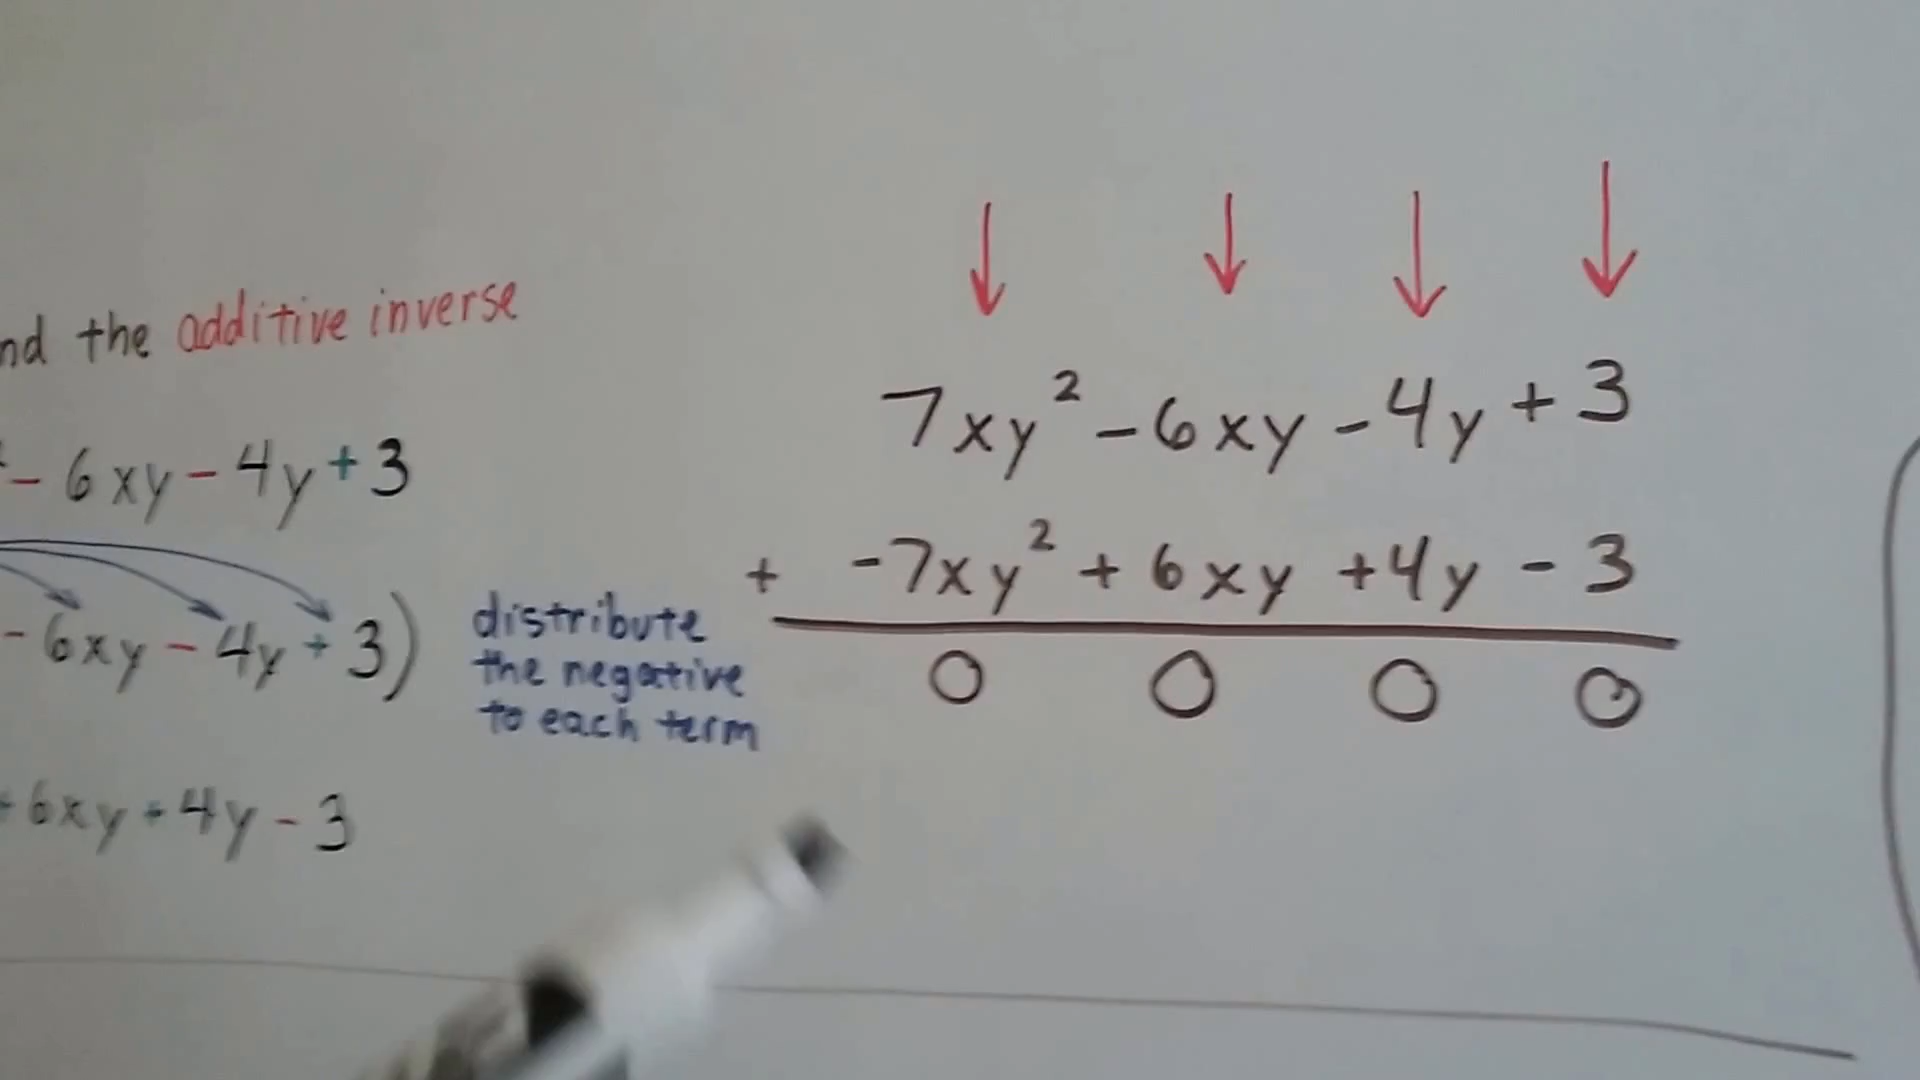 nd the additive inverse
- 6xy - 4y + 3
- 6xy - 4y + 3)
distribute
the negative
to each term
+ 6xy + 4y - 3
7xy² - 6xy - 4y + 3
+ -7xy² + 6xy + 4y - 3
0 0 0 0